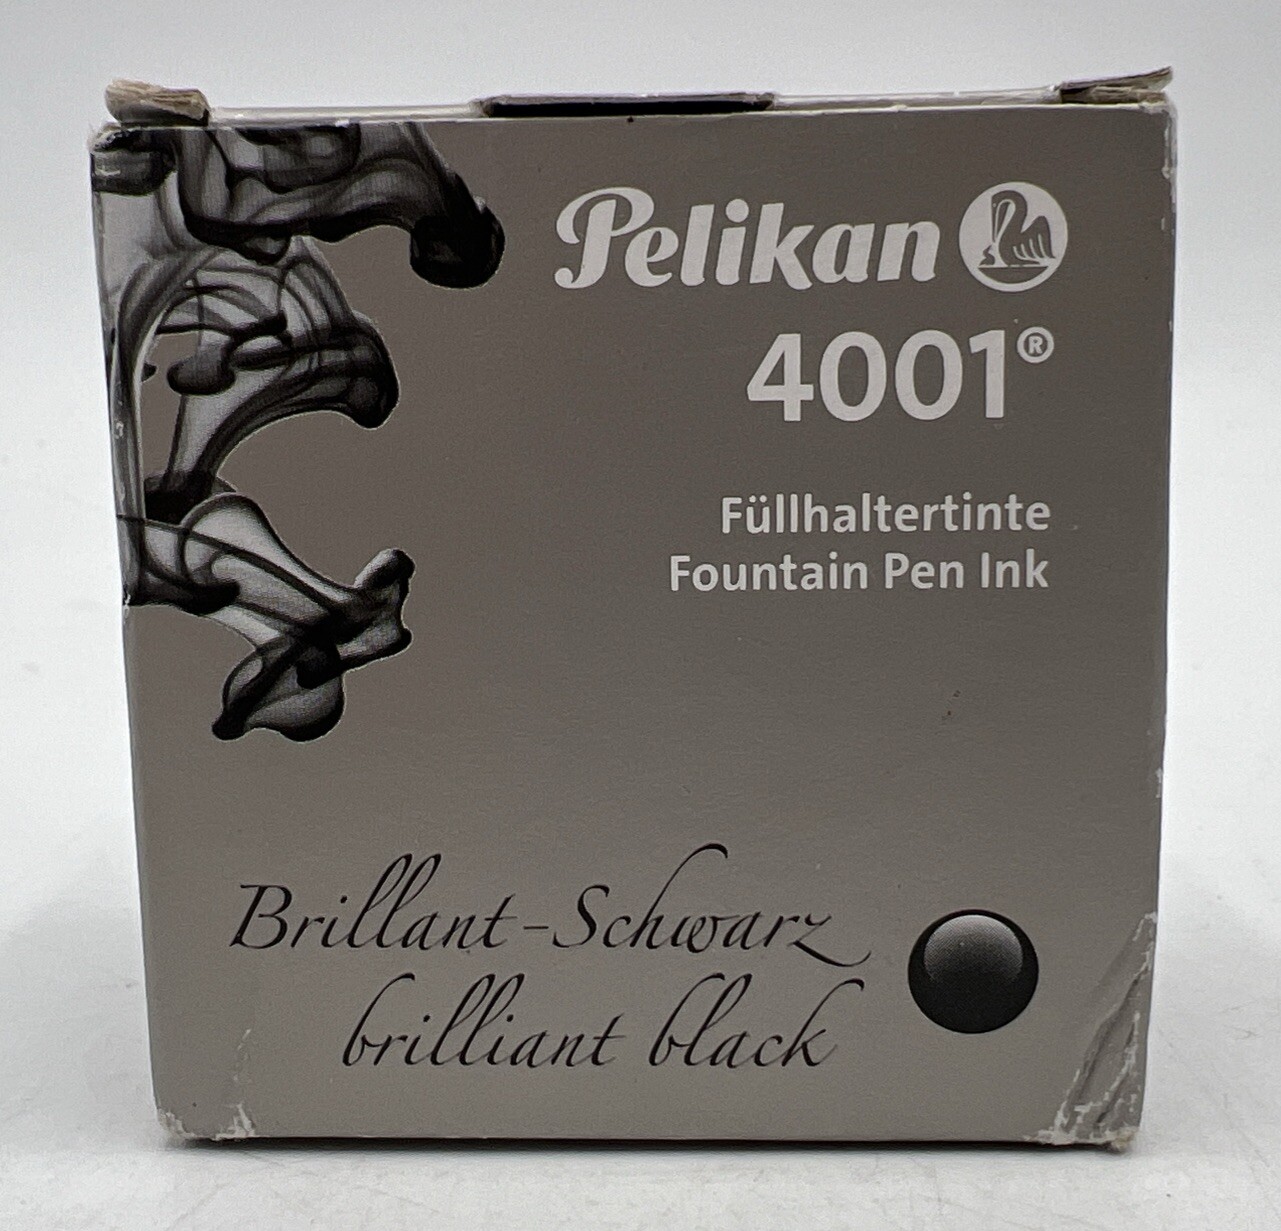 Pelikan
4001®
Füllhaltertinte
Fountain Pen Ink
Brillant-Schwarz
brilliant black